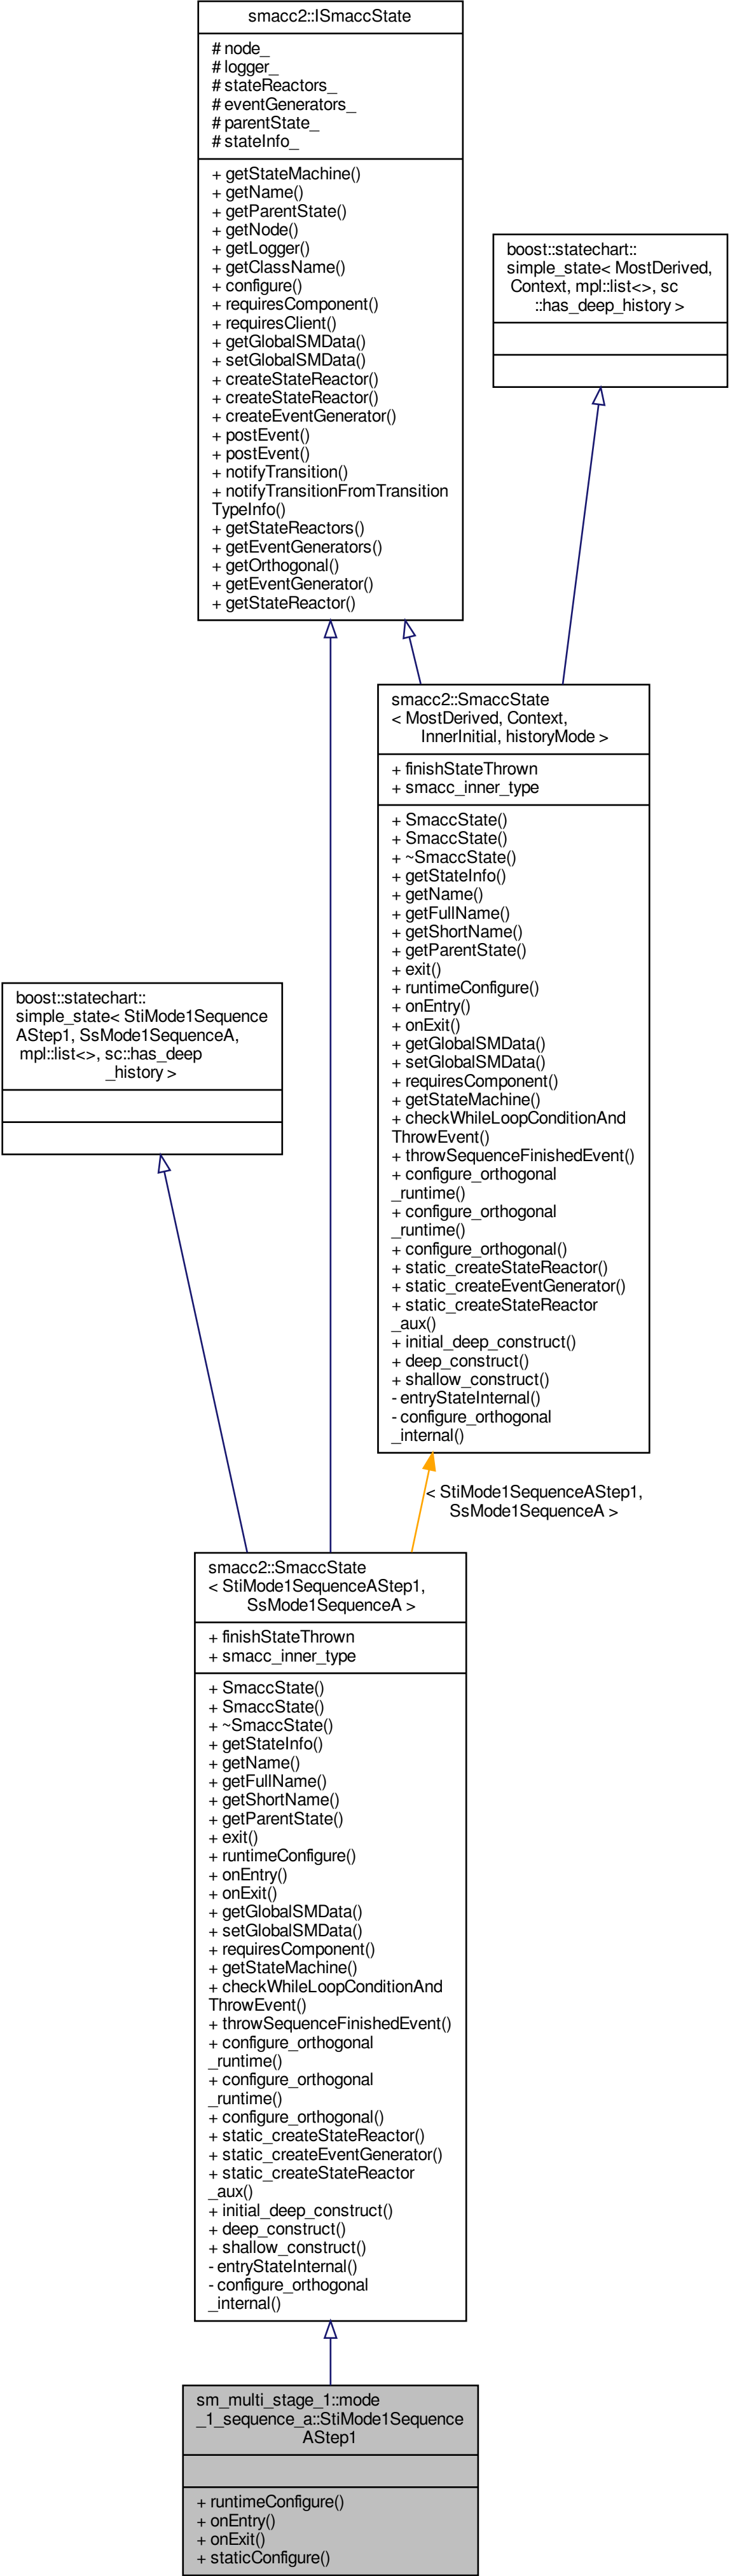 smacc2::ISmaccState
# node_
# logger_
# stateReactors_
# eventGenerators_
# parentState_
# stateInfo_
+ getStateMachine()
+ getName()
+ getParentState()
+ getNode()
+ getLogger()
+ getClassName()
+ configure()
+ requiresComponent()
+ requiresClient()
+ getGlobalSMData()
+ setGlobalSMData()
+ createStateReactor()
+ createStateReactor()
+ createEventGenerator()
+ postEvent()
+ postEvent()
+ notifyTransition()
+ notifyTransitionFromTransition
TypeInfo()
+ getStateReactors()
+ getEventGenerators()
+ getOrthogonal()
+ getEventGenerator()
+ getStateReactor()
boost::statechart::
simple_state< MostDerived,
Context, mpl::list<>, sc
::has_deep_history >
smacc2::SmaccState
< MostDerived, Context,
InnerInitial, historyMode >
+ finishStateThrown
+ smacc_inner_type
+ SmaccState()
+ SmaccState()
+ ~SmaccState()
+ getStateInfo()
+ getName()
+ getFullName()
+ getShortName()
+ getParentState()
+ exit()
+ runtimeConfigure()
+ onEntry()
+ onExit()
+ getGlobalSMData()
+ setGlobalSMData()
+ requiresComponent()
+ getStateMachine()
+ checkWhileLoopConditionAnd
ThrowEvent()
+ throwSequenceFinishedEvent()
+ configure_orthogonal
_runtime()
+ configure_orthogonal
_runtime()
+ configure_orthogonal()
+ static_createStateReactor()
+ static_createEventGenerator()
+ static_createStateReactor
_aux()
+ initial_deep_construct()
+ deep_construct()
+ shallow_construct()
- entryStateInternal()
- configure_orthogonal
_internal()
boost::statechart::
simple_state< StiMode1Sequence
AStep1, SsMode1SequenceA,
mpl::list<>, sc::has_deep
_history >
< StiMode1SequenceAStep1,
SsMode1SequenceA >
smacc2::SmaccState
< StiMode1SequenceAStep1,
SsMode1SequenceA >
+ finishStateThrown
+ smacc_inner_type
+ SmaccState()
+ SmaccState()
+ ~SmaccState()
+ getStateInfo()
+ getName()
+ getFullName()
+ getShortName()
+ getParentState()
+ exit()
+ runtimeConfigure()
+ onEntry()
+ onExit()
+ getGlobalSMData()
+ setGlobalSMData()
+ requiresComponent()
+ getStateMachine()
+ checkWhileLoopConditionAnd
ThrowEvent()
+ throwSequenceFinishedEvent()
+ configure_orthogonal
_runtime()
+ configure_orthogonal
_runtime()
+ configure_orthogonal()
+ static_createStateReactor()
+ static_createEventGenerator()
+ static_createStateReactor
_aux()
+ initial_deep_construct()
+ deep_construct()
+ shallow_construct()
- entryStateInternal()
- configure_orthogonal
_internal()
sm_multi_stage_1::mode
_1_sequence_a::StiMode1Sequence
AStep1
+ runtimeConfigure()
+ onEntry()
+ onExit()
+ staticConfigure()